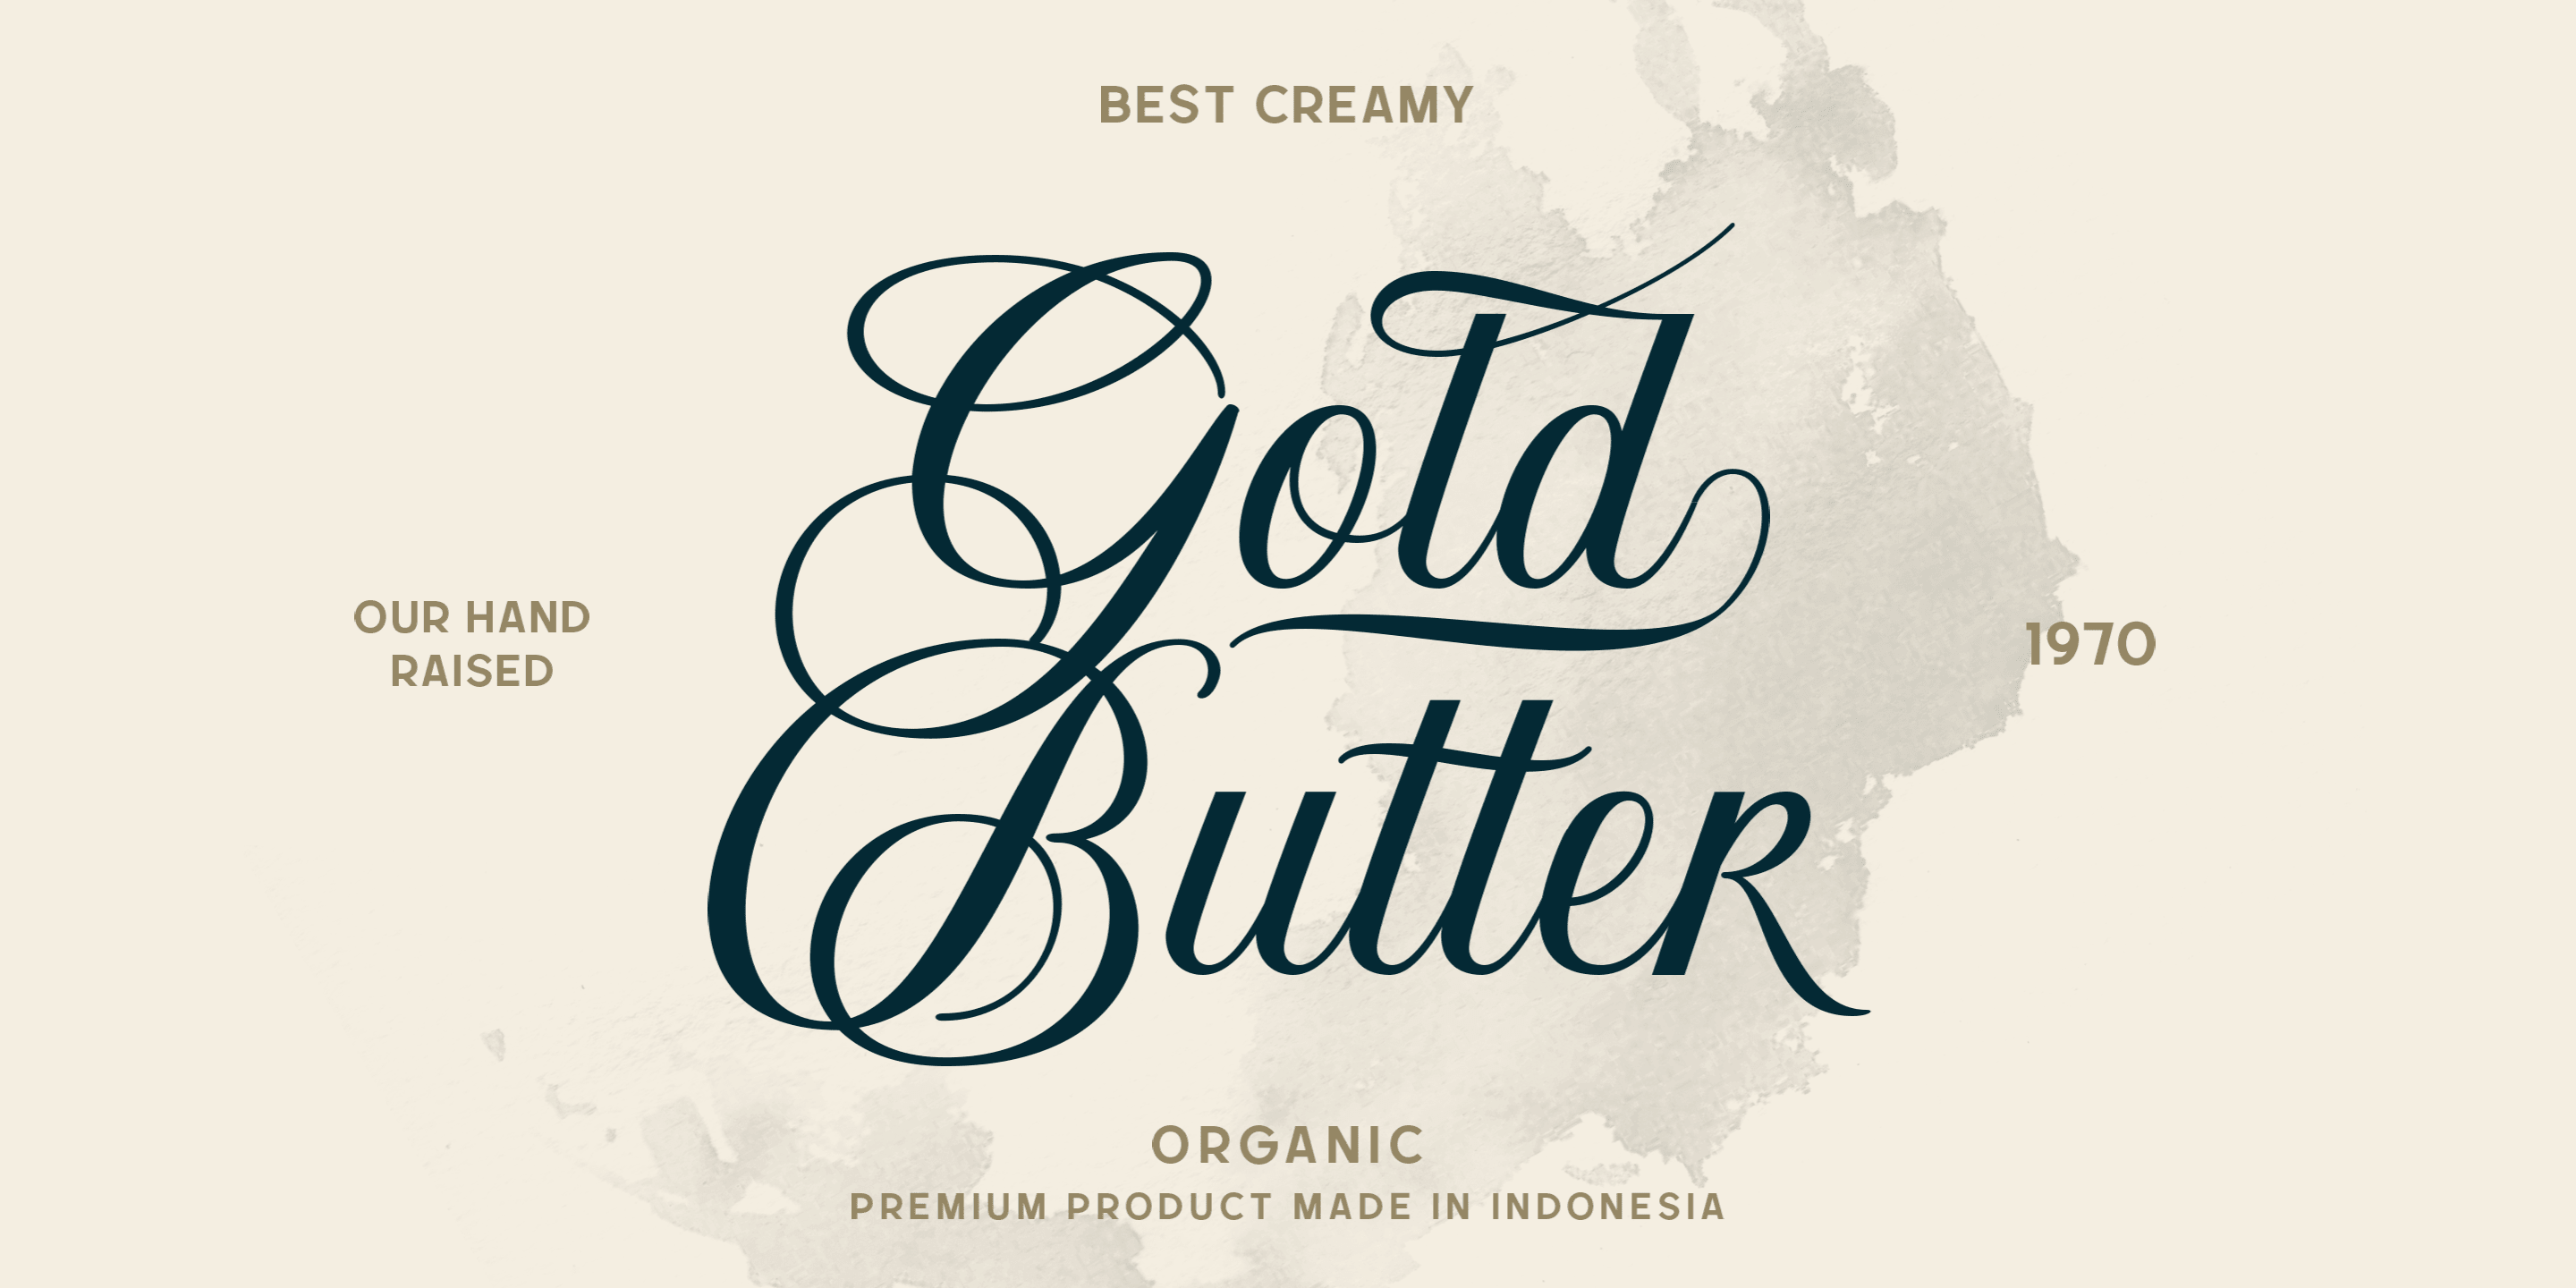 BEST CREAMY
Gold
Butter
OUR HAND
RAISED
1970
ORGANIC
PREMIUM PRODUCT MADE IN INDONESIA